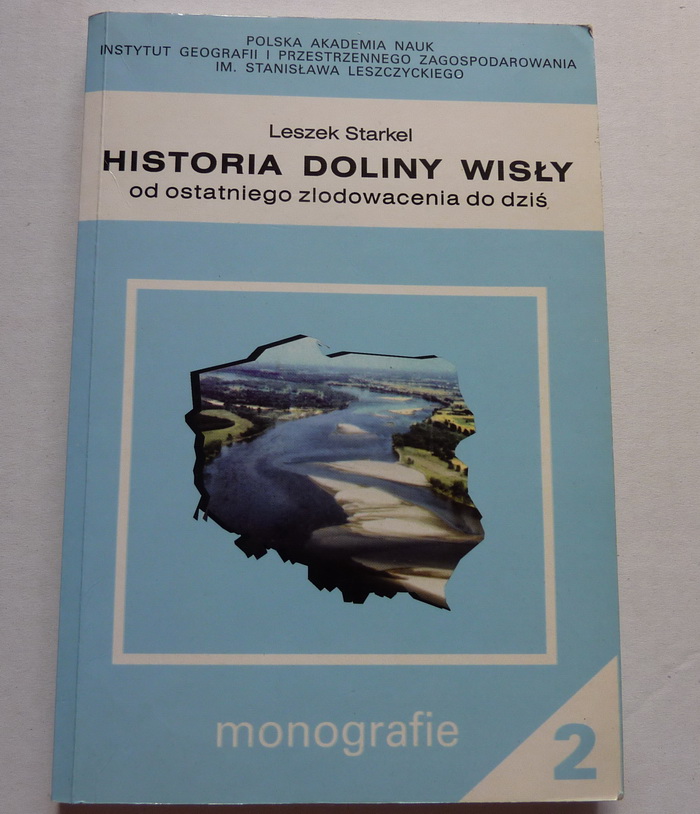 POLSKA AKADEMIA NAUK
INSTYTUT GEOGRAFII I PRZESTRZENNEGO ZAGOSPODAROWANIA
IM. STANISŁAWA LESZCZYCKIEGO
Leszek Starkel
HISTORIA DOLINY WISŁY
od ostatniego zlodowacenia do dziś
monografie
2